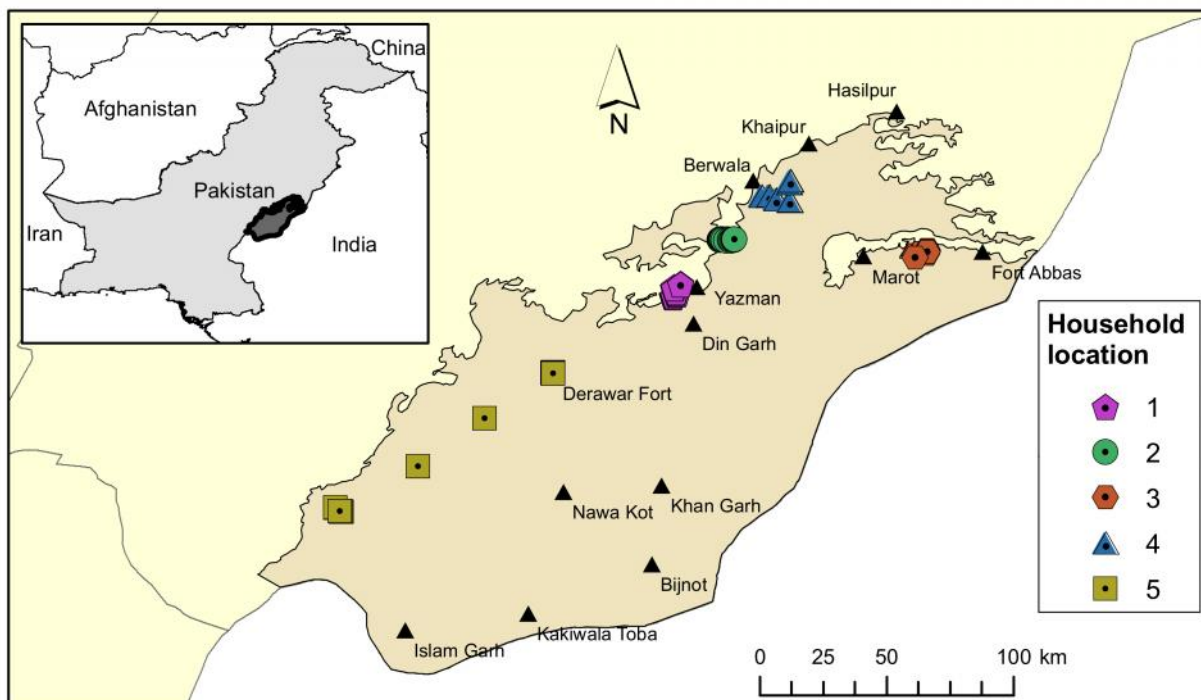 China
Afghanistan
Pakistan
Iran
India
N
Hasilpur
Khaipur
Berwala
Marot
Fort Abbas
Yazman
Din Garh
Derawar Fort
Nawa Kot
Khan Garh
Bijnot
Kakiwala Toba
Islam Garh
Household
location
1
2
3
4
5
0 25 50 100 km